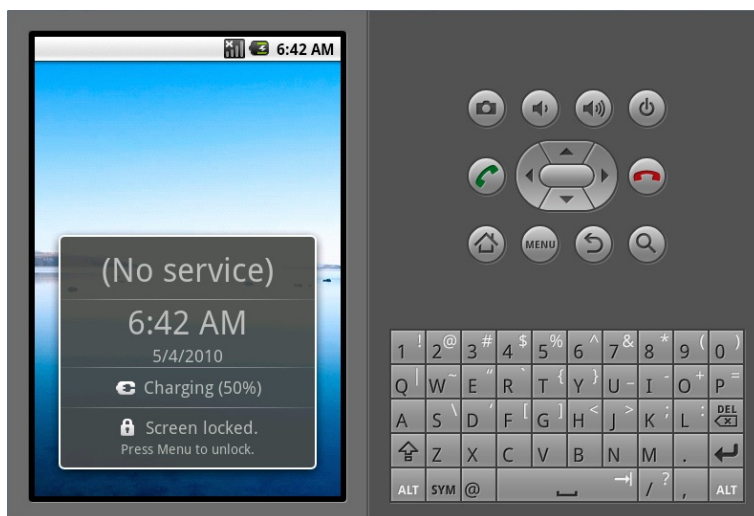 6:42 AM
(No service)
6:42 AM
5/4/2010
Charging (50%)
Screen locked.
Press Menu to unlock.
MENU
1 ! 2 @ 3 # 4 $ 5 % 6 ^ 7 & 8 * 9 ( 0 )
Q | W ~ E “ R ` T { Y } U _ I - O + P =
A S \ D ‘ F [ G ] H < J > K ; L : DEL
Z X C V B N M .
ALT SYM @ / ? , ALT